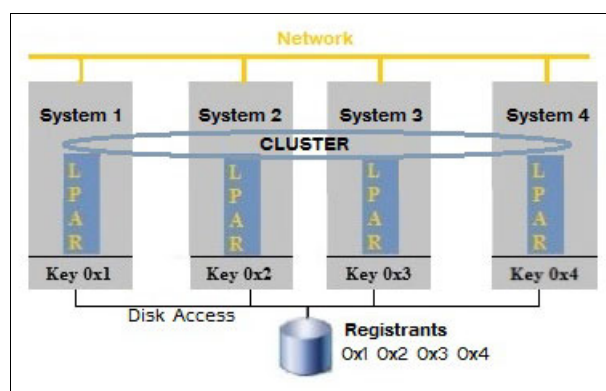 Network
System 1 System 2 System 3 System 4
CLUSTER
L L L L
P P P P
A A A A
R R R R
Key 0x1 Key 0x2 Key 0x3 Key 0x4
Disk Access
Registrants
0x1 0x2 0x3 0x4